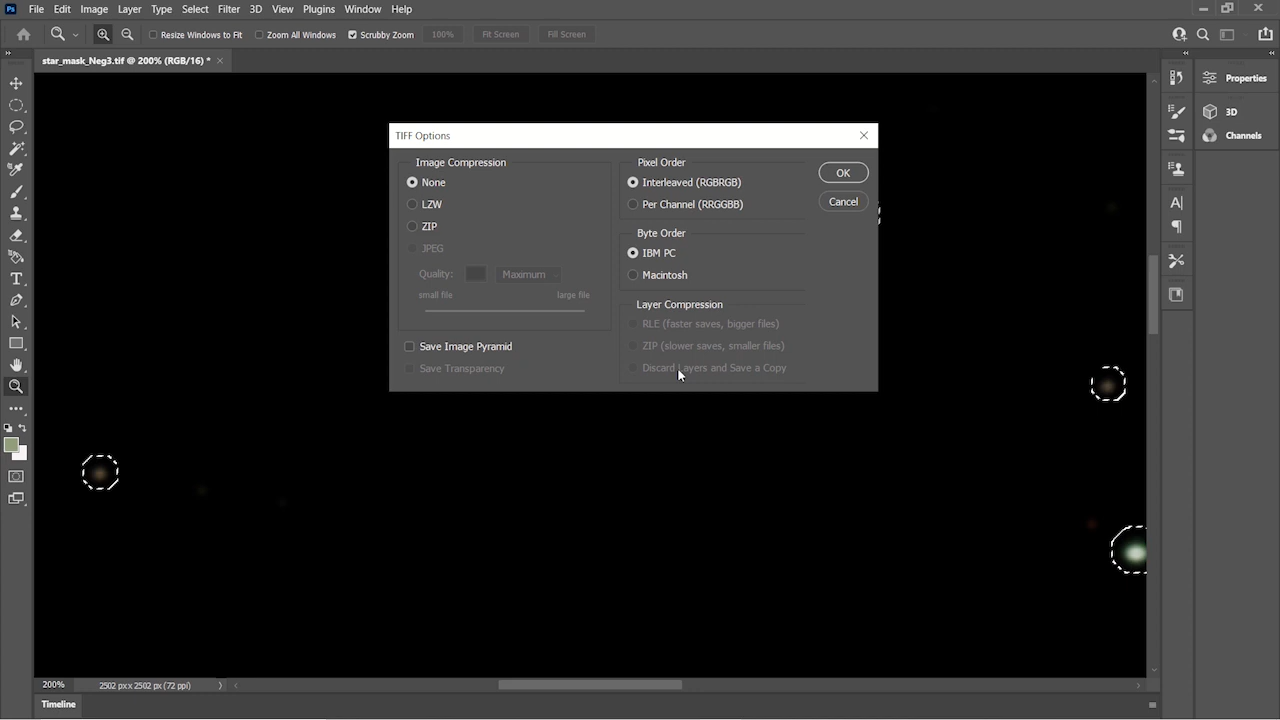 Ps File Edit Image Layer Type Select Filter 3D View Plugins Window Help
Resize Windows to Fit Zoom All Windows Scrubby Zoom 100% Fit Screen Fill Screen
star_mask_Neg3.tif @ 200% (RGB/16) *
Properties
3D
Channels
TIFF Options
Image Compression
None
LZW
ZIP
JPEG
Quality: Maximum
small file large file
Save Image Pyramid
Save Transparency
Pixel Order
Interleaved (RGBRGB)
Per Channel (RRGGBB)
Byte Order
IBM PC
Macintosh
Layer Compression
RLE (faster saves, bigger files)
ZIP (slower saves, smaller files)
Discard Layers and Save a Copy
OK
Cancel
200% 2502 px x 2502 px (72 ppi)
Timeline